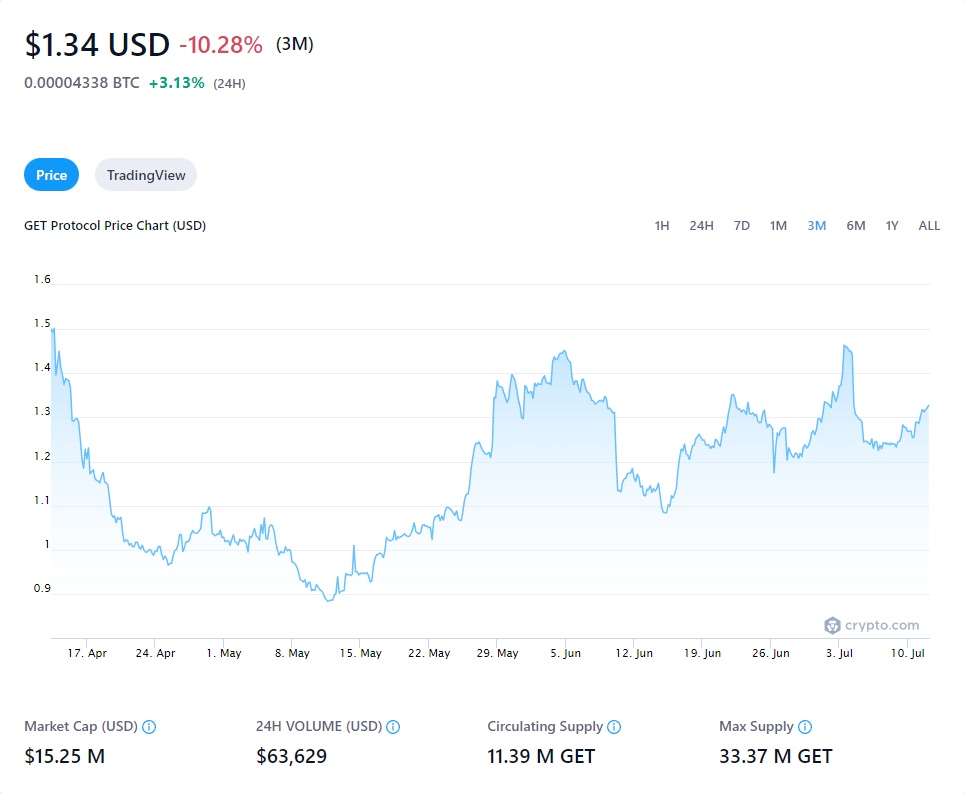 $1.34 USD -10.28% (3M)
0.00004338 BTC +3.13% (24H)
Price TradingView
GET Protocol Price Chart (USD) 1H 24H 7D 1M 3M 6M 1Y ALL
1.6
1.5
1.4
1.3
1.2
1.1
1
0.9
crypto.com
17. Apr 24. Apr 1. May 8. May 15. May 22. May 29. May 5. Jun 12. Jun 19. Jun 26. Jun 3. Jul 10. Jul
Market Cap (USD) 24H VOLUME (USD) Circulating Supply Max Supply
$15.25 M $63,629 11.39 M GET 33.37 M GET